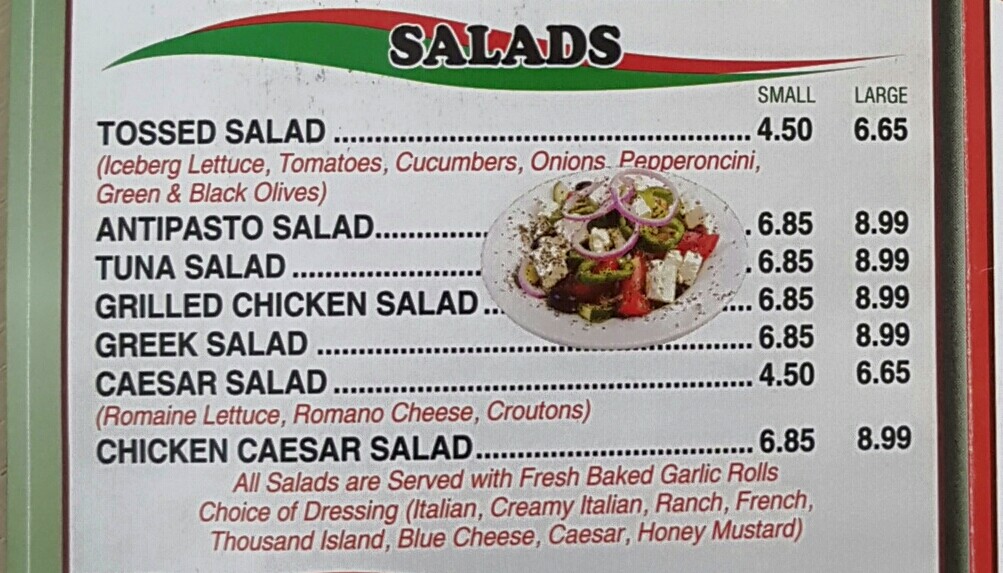 SALADS
SMALL LARGE
TOSSED SALAD ........ 4.50 6.65
(Iceberg Lettuce, Tomatoes, Cucumbers, Onions, Pepperoncini,
Green & Black Olives)
ANTIPASTO SALAD........ 6.85 8.99
TUNA SALAD ........ 6.85 8.99
GRILLED CHICKEN SALAD ........ 6.85 8.99
GREEK SALAD ........ 6.85 8.99
CAESAR SALAD ........ 4.50 6.65
(Romaine Lettuce, Romano Cheese, Croutons)
CHICKEN CAESAR SALAD........ 6.85 8.99
All Salads are Served with Fresh Baked Garlic Rolls
Choice of Dressing (Italian, Creamy Italian, Ranch, French,
Thousand Island, Blue Cheese, Caesar, Honey Mustard)